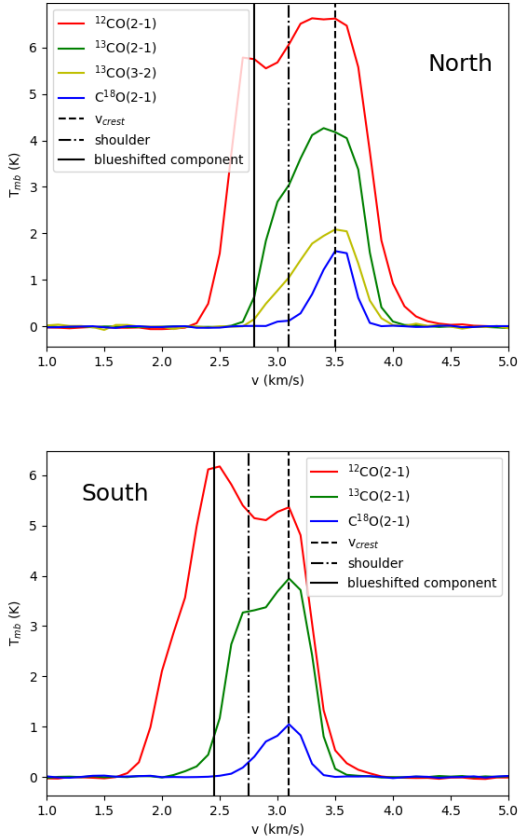 6
5
4
3
2
1
0
T_mb (K)
¹²CO(2-1)
¹³CO(2-1)
¹³CO(3-2)
C¹⁸O(2-1)
v_crest
shoulder
blueshifted component
North
1.0 1.5 2.0 2.5 3.0 3.5 4.0 4.5 5.0
v (km/s)
6
5
4
3
2
1
0
T_mb (K)
South
¹²CO(2-1)
¹³CO(2-1)
C¹⁸O(2-1)
v_crest
shoulder
blueshifted component
1.0 1.5 2.0 2.5 3.0 3.5 4.0 4.5 5.0
v (km/s)